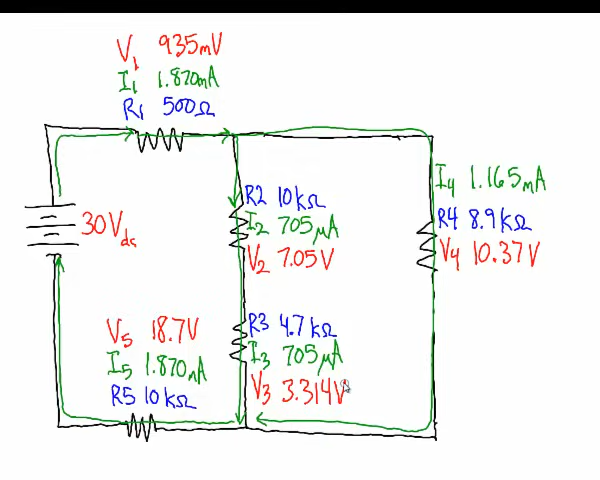 V1 935mV
I1 1.870mA
R1 500Ω
30Vdc
R2 10kΩ
I2 705μA
V2 7.05V
I4 1.165mA
R4 8.9kΩ
V4 10.37V
V5 18.7V
I5 1.870mA
R5 10kΩ
R3 4.7kΩ
I3 705μA
V3 3.314V